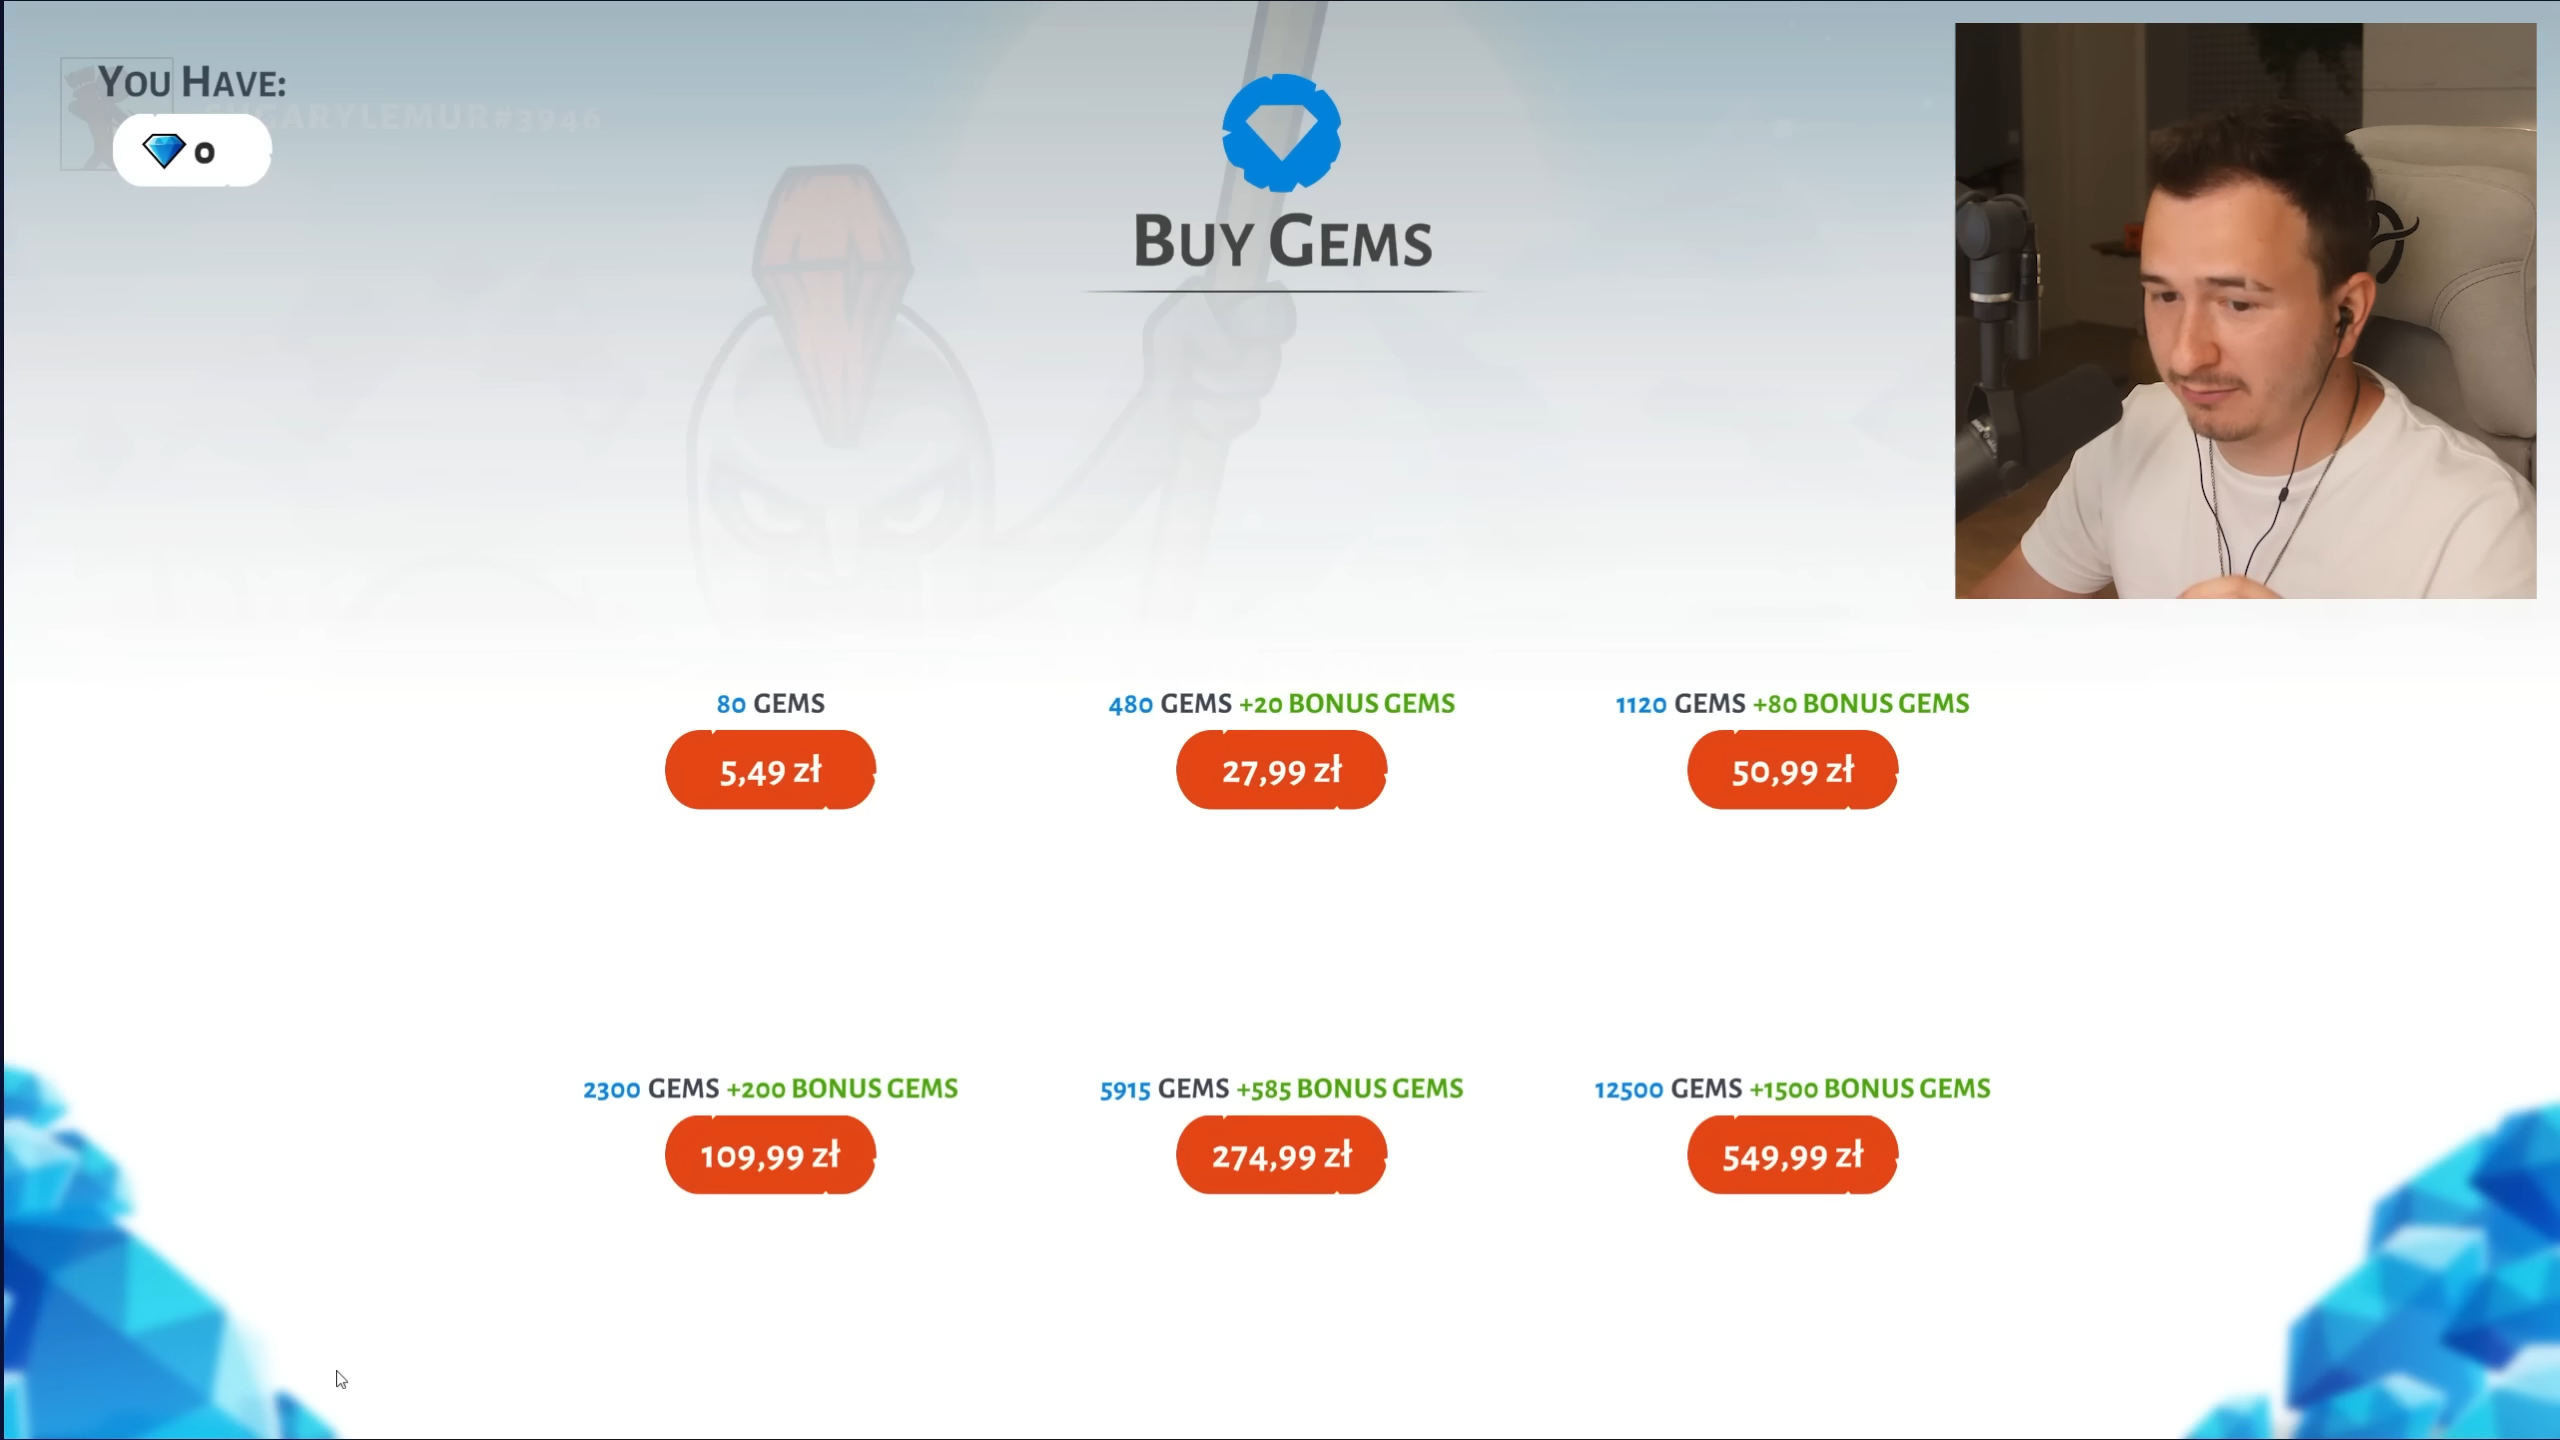 YOU HAVE:
SUGARYLEMUR#3946
0
BUY GEMS
80 GEMS
5,49 zł
480 GEMS +20 BONUS GEMS
27,99 zł
1120 GEMS +80 BONUS GEMS
50,99 zł
2300 GEMS +200 BONUS GEMS
109,99 zł
5915 GEMS +585 BONUS GEMS
274,99 zł
12500 GEMS +1500 BONUS GEMS
549,99 zł